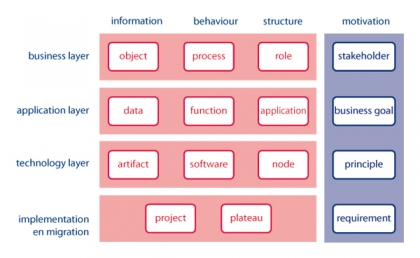 information behaviour structure motivation
business layer object process role stakeholder
application layer data function application business goal
technology layer artifact software node principle
implementation project plateau requirement
en migration